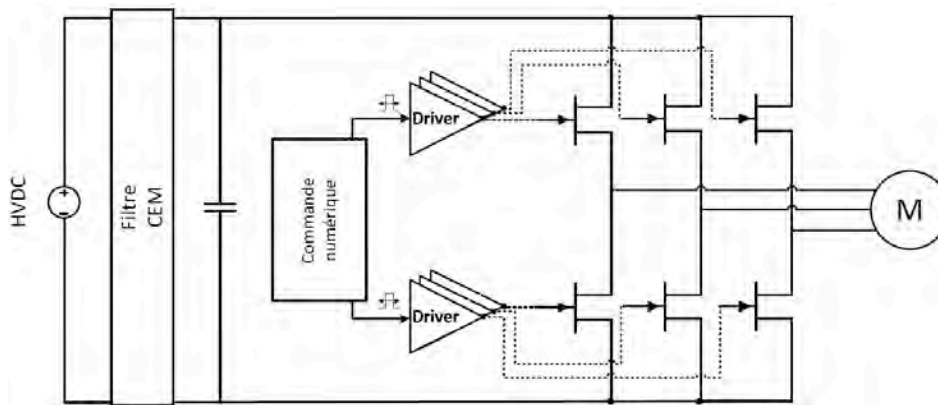 HVDC
Filtre
CEM
Commande
numérique
Driver
Driver
M